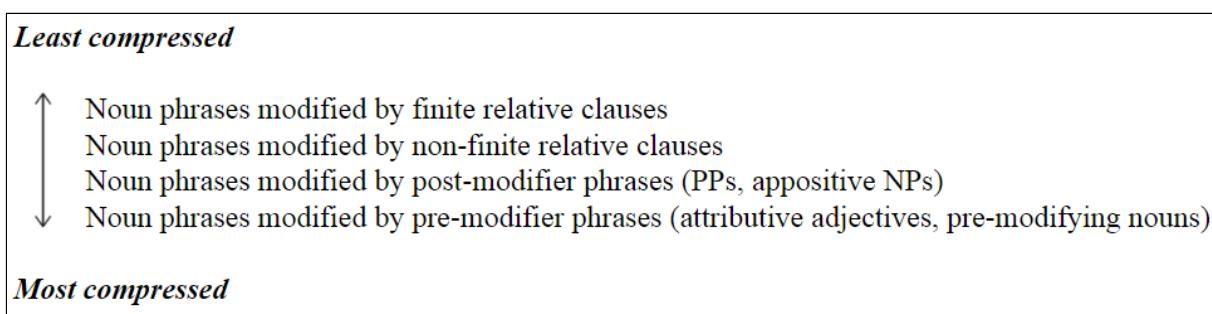 Least compressed
Noun phrases modified by finite relative clauses
Noun phrases modified by non-finite relative clauses
Noun phrases modified by post-modifier phrases (PPs, appositive NPs)
Noun phrases modified by pre-modifier phrases (attributive adjectives, pre-modifying nouns)
Most compressed